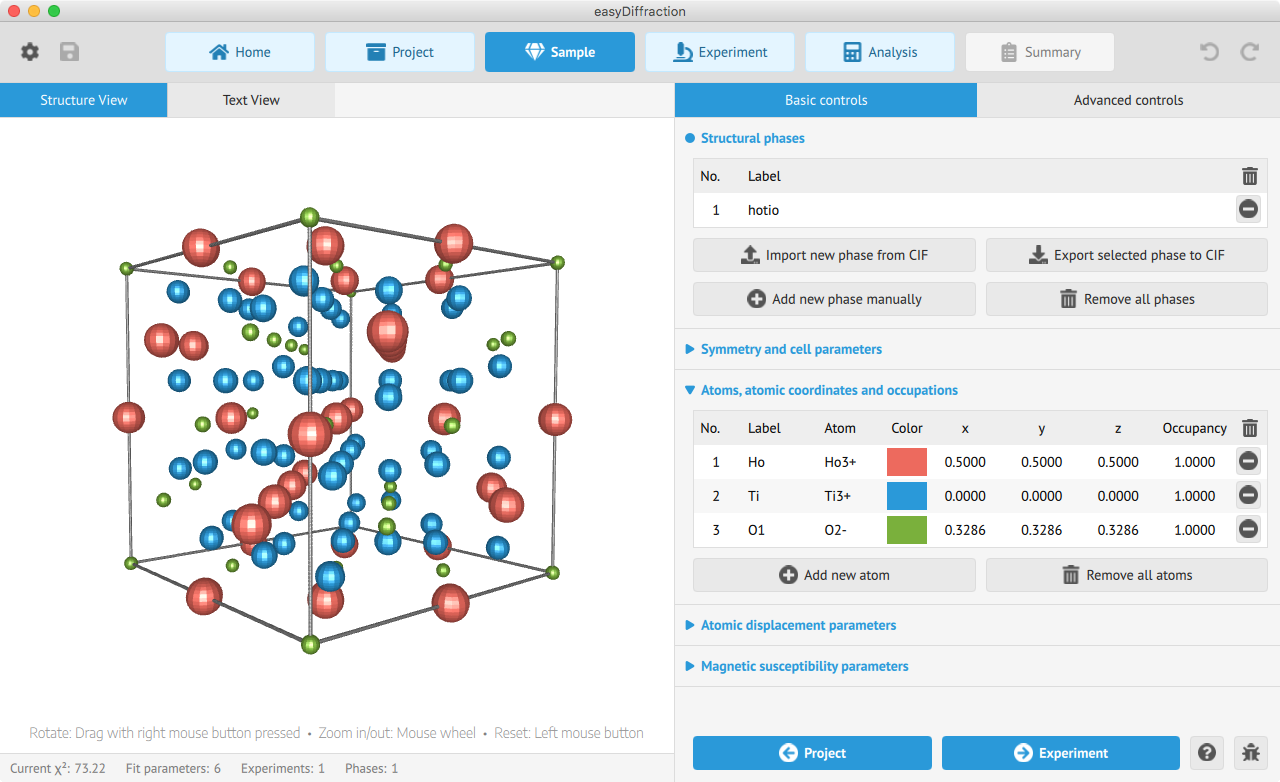 easyDiffraction
Home
Project
Sample
Experiment
Analysis
Summary
Structure View
Text View
Basic controls
Advanced controls
Structural phases
No. Label
1 hotio
Import new phase from CIF
Export selected phase to CIF
Add new phase manually
Remove all phases
Symmetry and cell parameters
Atoms, atomic coordinates and occupations
No. Label Atom Color x y z Occupancy
1 Ho Ho3+ 0.5000 0.5000 0.5000 1.0000
2 Ti Ti3+ 0.0000 0.0000 0.0000 1.0000
3 O1 O2- 0.3286 0.3286 0.3286 1.0000
Add new atom
Remove all atoms
Atomic displacement parameters
Magnetic susceptibility parameters
Rotate: Drag with right mouse button pressed • Zoom in/out: Mouse wheel • Reset: Left mouse button
Project
Experiment
?
Current χ²: 73.22 Fit parameters: 6 Experiments: 1 Phases: 1